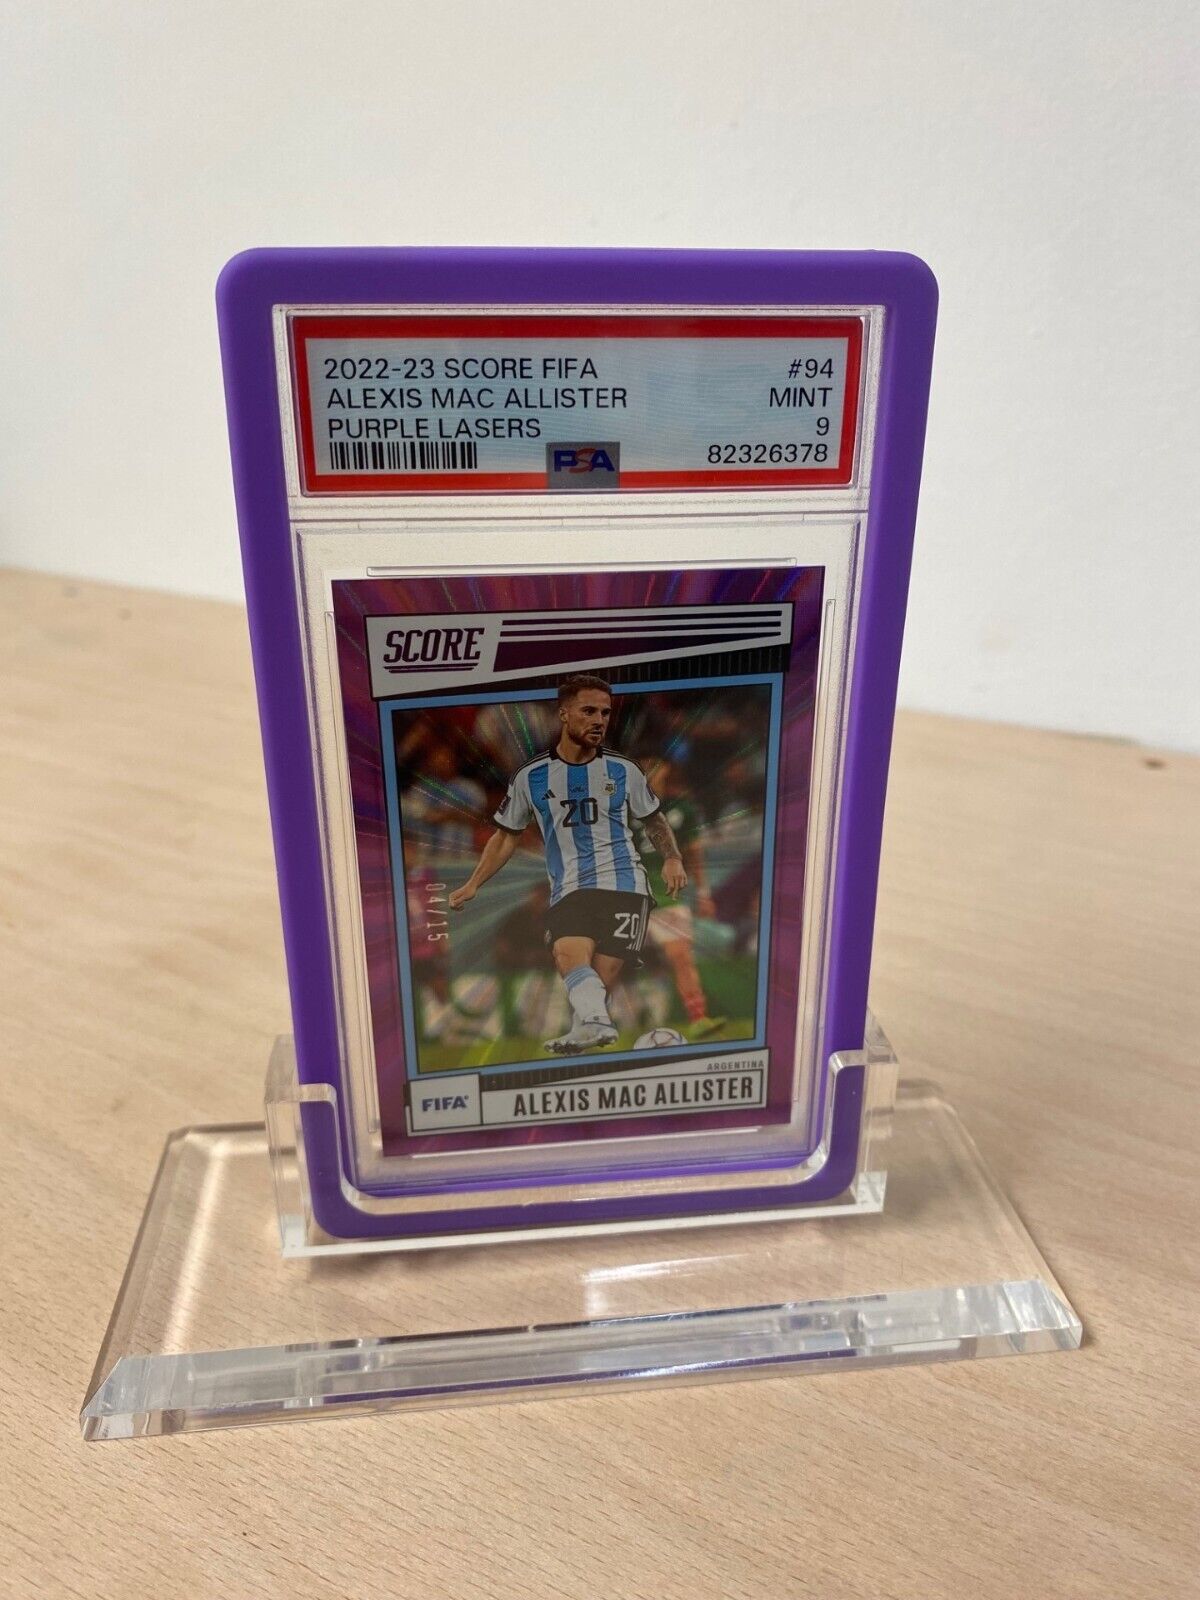 2022-23 SCORE FIFA #94
ALEXIS MAC ALLISTER MINT
PURPLE LASERS 9
PSA 82326378
SCORE
20
20
04/15
ARGENTINA
FIFA ALEXIS MAC ALLISTER